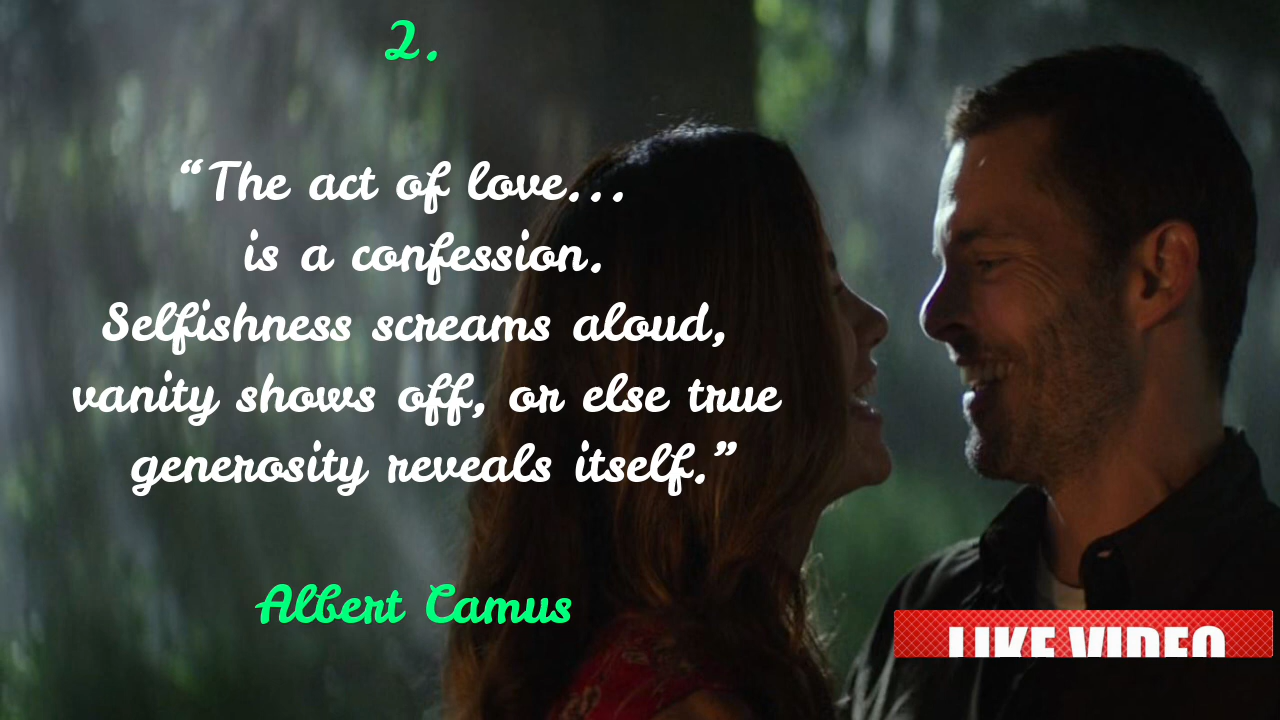 2.
“The act of love...
is a confession.
Selfishness screams aloud,
vanity shows off, or else true
generosity reveals itself.”
Albert Camus
LIKE VIDEO